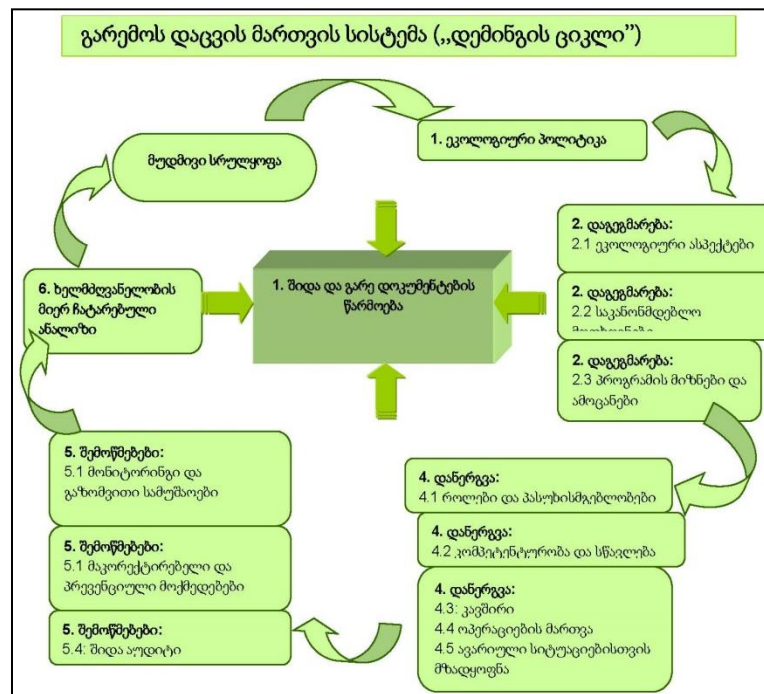 გარემოს დაცვის მართვის სისტემა („დემინგის ციკლი”)
მუდმივი სრულყოფა
1. ეკოლოგიური პოლიტიკა
2. დაგეგმარება:
2.1 ეკოლოგიური ასპექტები
2. დაგეგმარება:
2.2 საკანონმდებლო
2. დაგეგმარება:
2.3 პროგრამის მიზნები და
ამოცანები
1. შიდა და გარე დოკუმენტების
წარმოება
6. ხელმძღვანელობის
მიერ ჩატარებული
ანალიზი
5. შემოწმებები:
5.1 მონიტორინგი და
გაზომვითი სამუშაოები
5. შემოწმებები:
5.1 მაკორექტირებელი და
პრევენციული მოქმედებები
5. შემოწმებები:
5.4: შიდა აუდიტი
4. დანერგვა:
4.1 როლები და პასუხისმგებლობები
4. დანერგვა:
4.2 კომპეტენტურობა და სწავლება
4. დანერგვა:
4.3: კავშირი
4.4 ოპერაციების მართვა
4.5 ავარიული სიტუაციებისთვის
მზადყოფნა